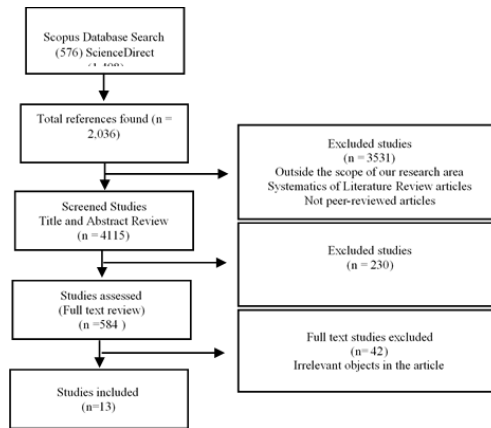 Scopus Database Search
(576) ScienceDirect
Total references found (n =
2,036)
Excluded studies
n = 3531)
Outside the scope of our research area
Systematics of Literature Review articles
Not peer-reviewed articles
Screened Studies
Title and Abstract Review
(n = 4115)
Excluded studies
(n = 230)
Studies assessed
(Full text review)
(n =584 )
Full text studies excluded
(n= 42)
Irrelevant objects in the article
Studies included
(n=13)